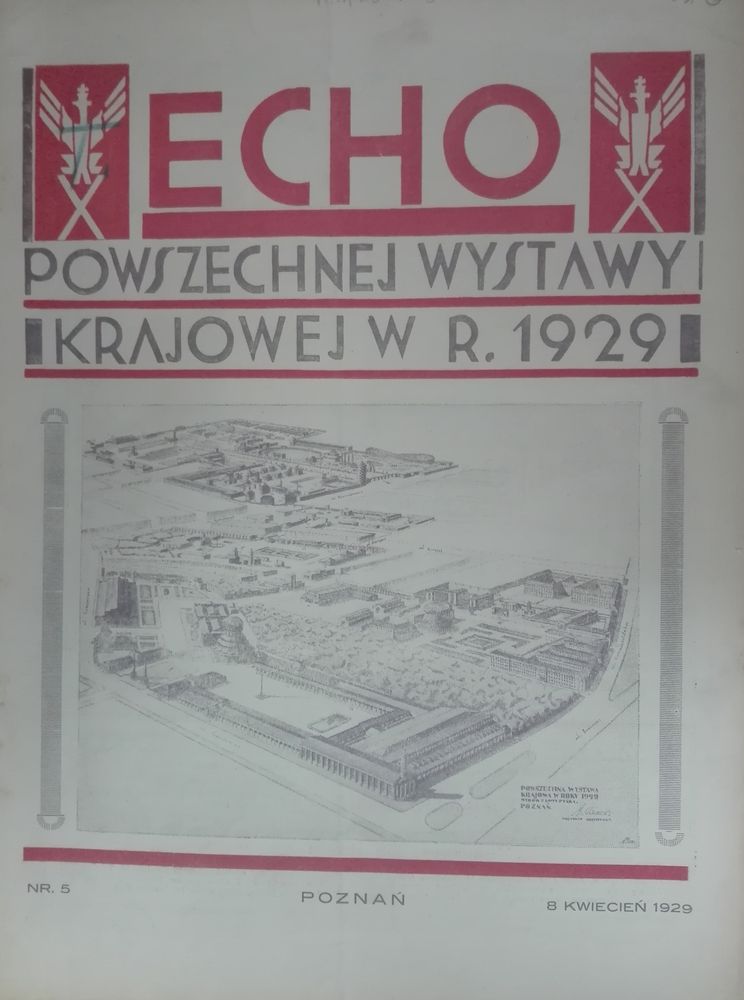 ECHO
POWSZECHNEJ WYSTAWY
KRAJOWEJ W R. 1929
POWSZECHNA WYSTAWA
KRAJOWA W ROKU 1929
POZNAŃ
NR. 5
POZNAŃ
8 KWIECIEŃ 1929